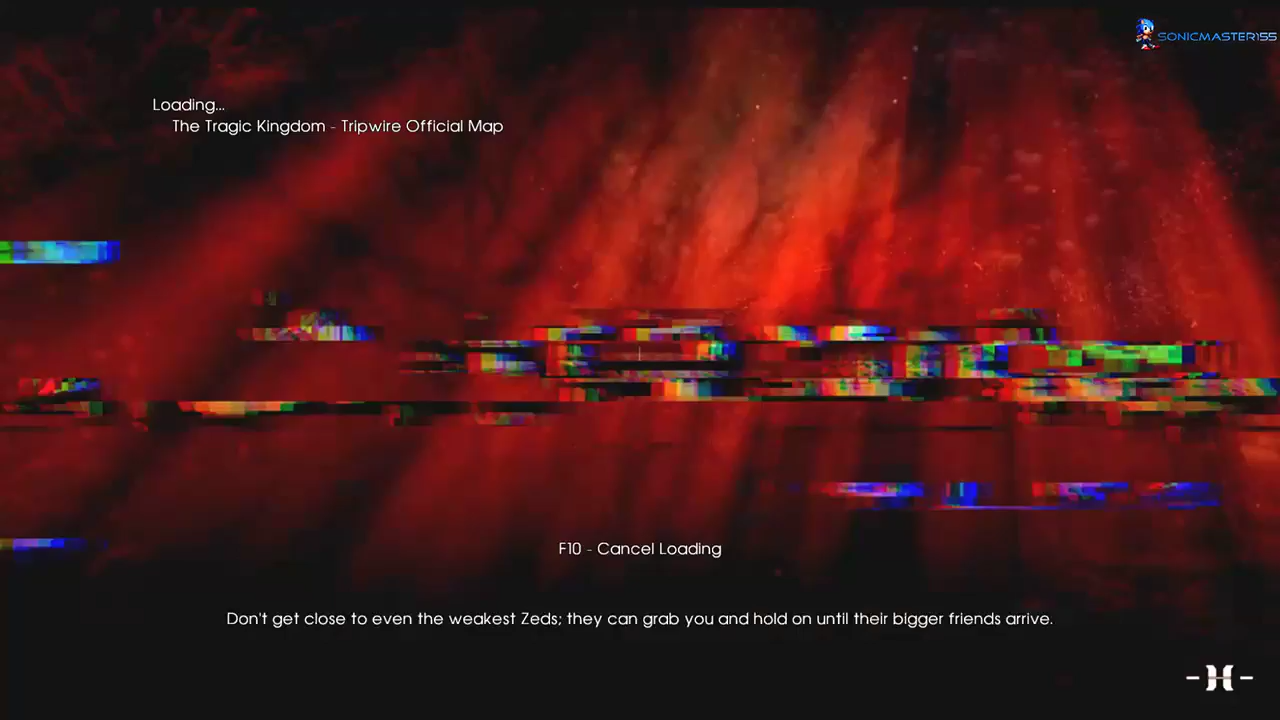 SONICMASTER155
Loading...
The Tragic Kingdom - Tripwire Official Map
F10 - Cancel Loading
Don't get close to even the weakest Zeds; they can grab you and hold on until their bigger friends arrive.